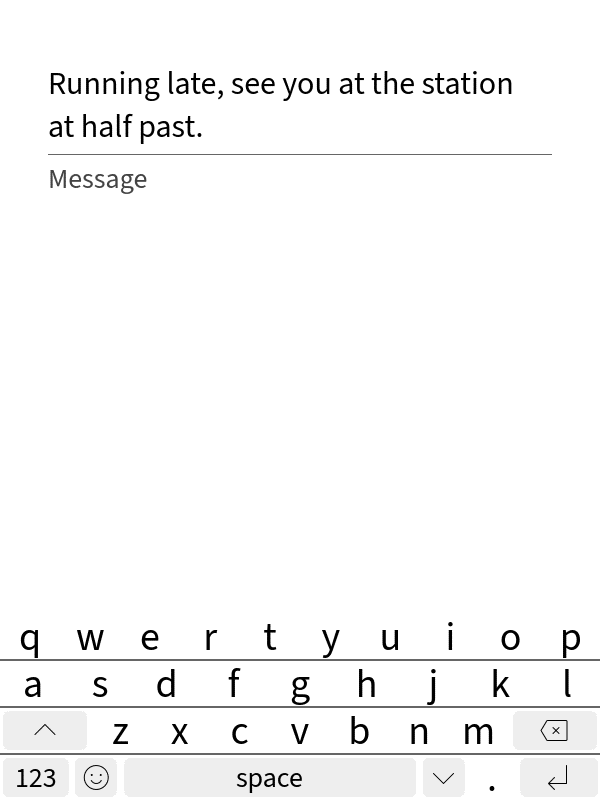 Running late, see you at the station
at half past.
Message
q w e r t y u i o p
a s d f g h j k l
z x c v b n m
123 space .